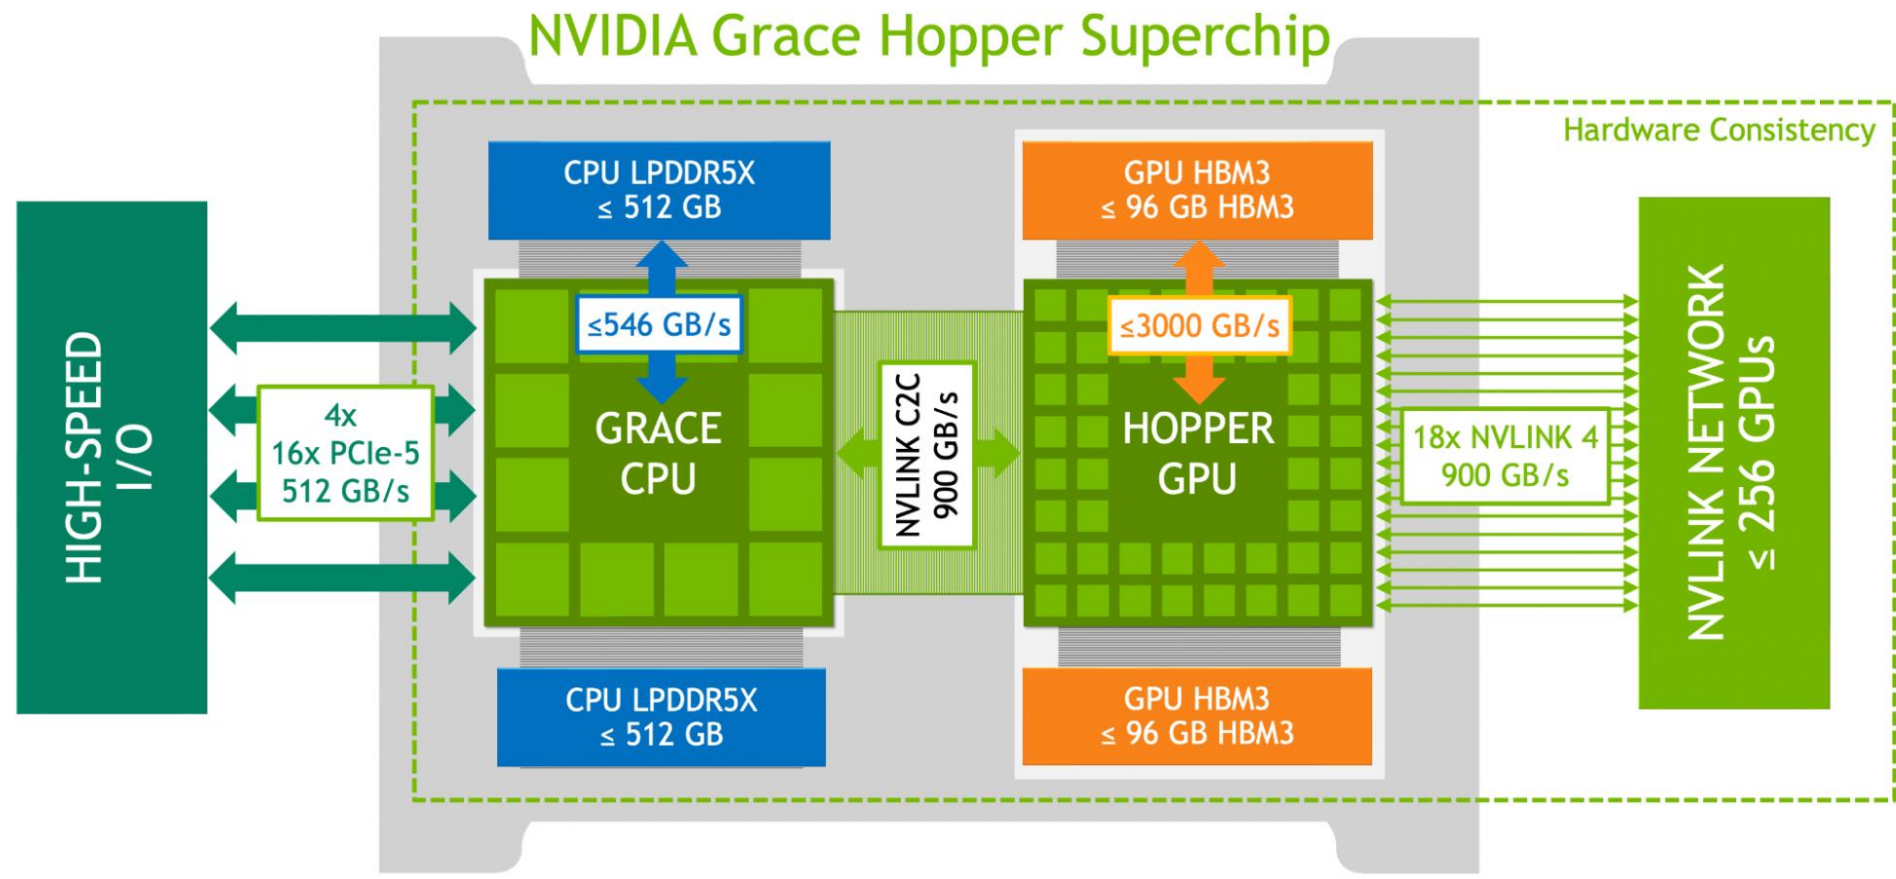 NVIDIA Grace Hopper Superchip
Hardware Consistency
HIGH-SPEED
I/O
4x
16x PCIe-5
512 GB/s
CPU LPDDR5X
≤ 512 GB
≤546 GB/s
GRACE
CPU
CPU LPDDR5X
≤ 512 GB
NVLINK C2C
900 GB/s
GPU HBM3
≤ 96 GB HBM3
≤3000 GB/s
HOPPER
GPU
GPU HBM3
≤ 96 GB HBM3
18x NVLINK 4
900 GB/s
NVLINK NETWORK
≤ 256 GPUs